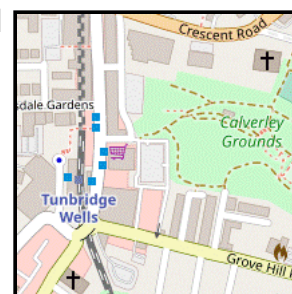 Crescent Road
sdale Gardens
Calverley
Grounds
Tunbridge
Wells
Grove Hill